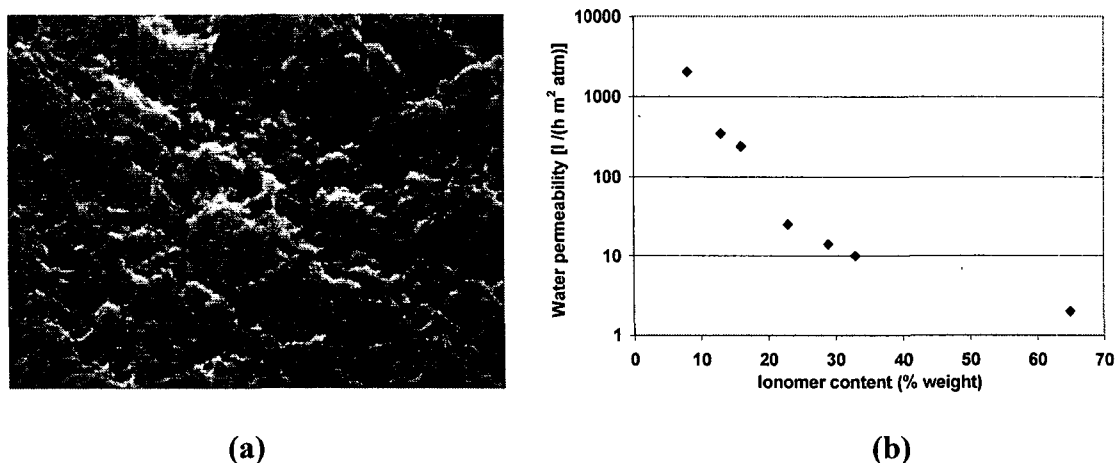 10000
1000
100
10
1
0 10 20 30 40 50 60 70
Water permeability [l /(h m² atm)]
Ionomer content (% weight)
(a) (b)